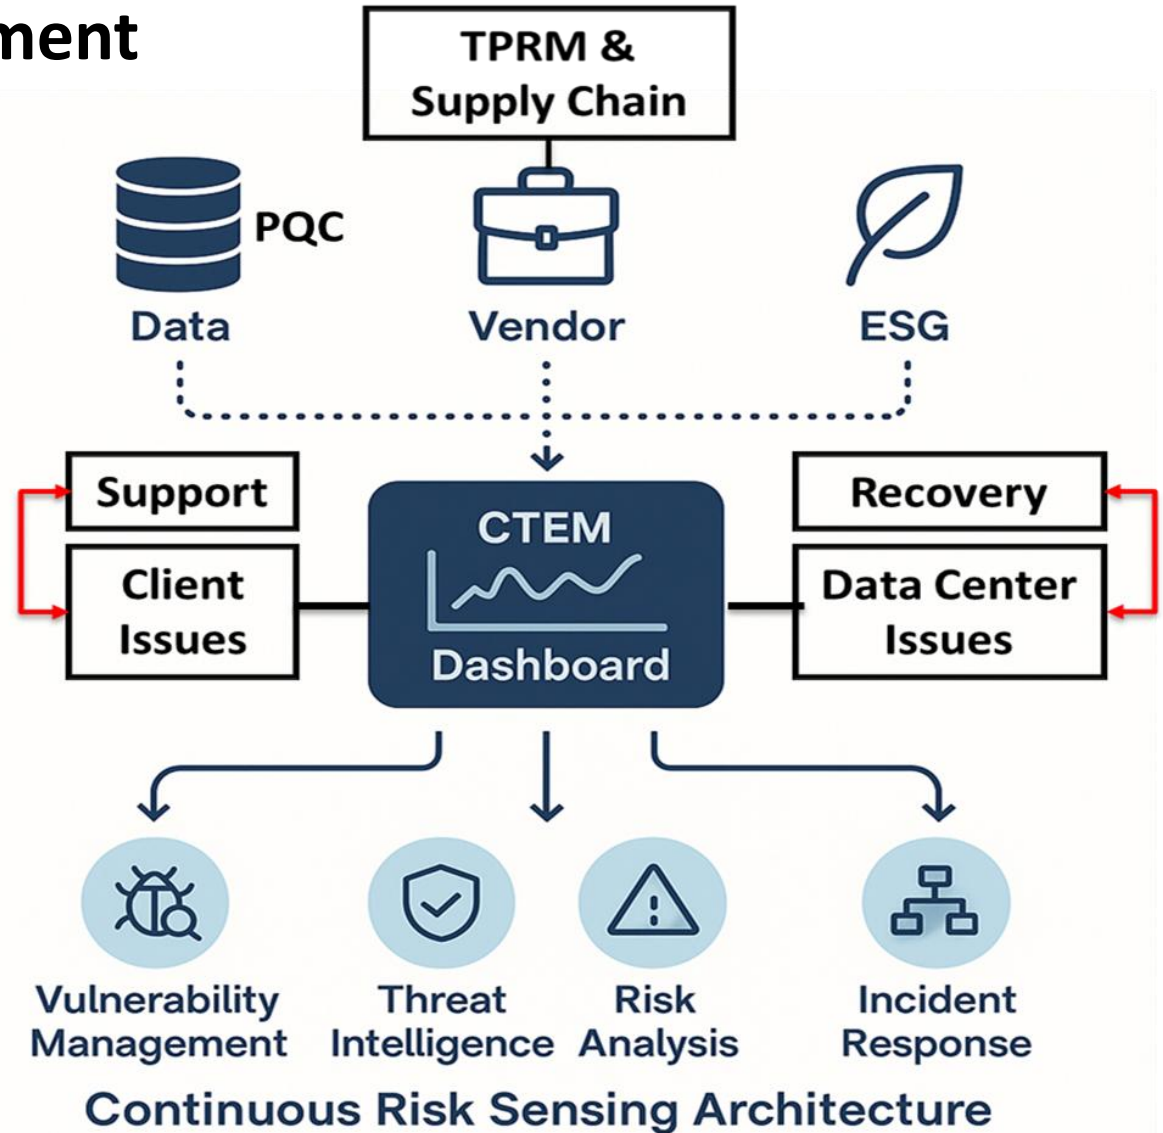 ment
TPRM &
Supply Chain
PQC
Data
Vendor
ESG
Support
Recovery
CTEM
Client
Issues
Data Center
Issues
Dashboard
Vulnerability
Management
Threat
Intelligence
Risk
Analysis
Incident
Response
Continuous Risk Sensing Architecture